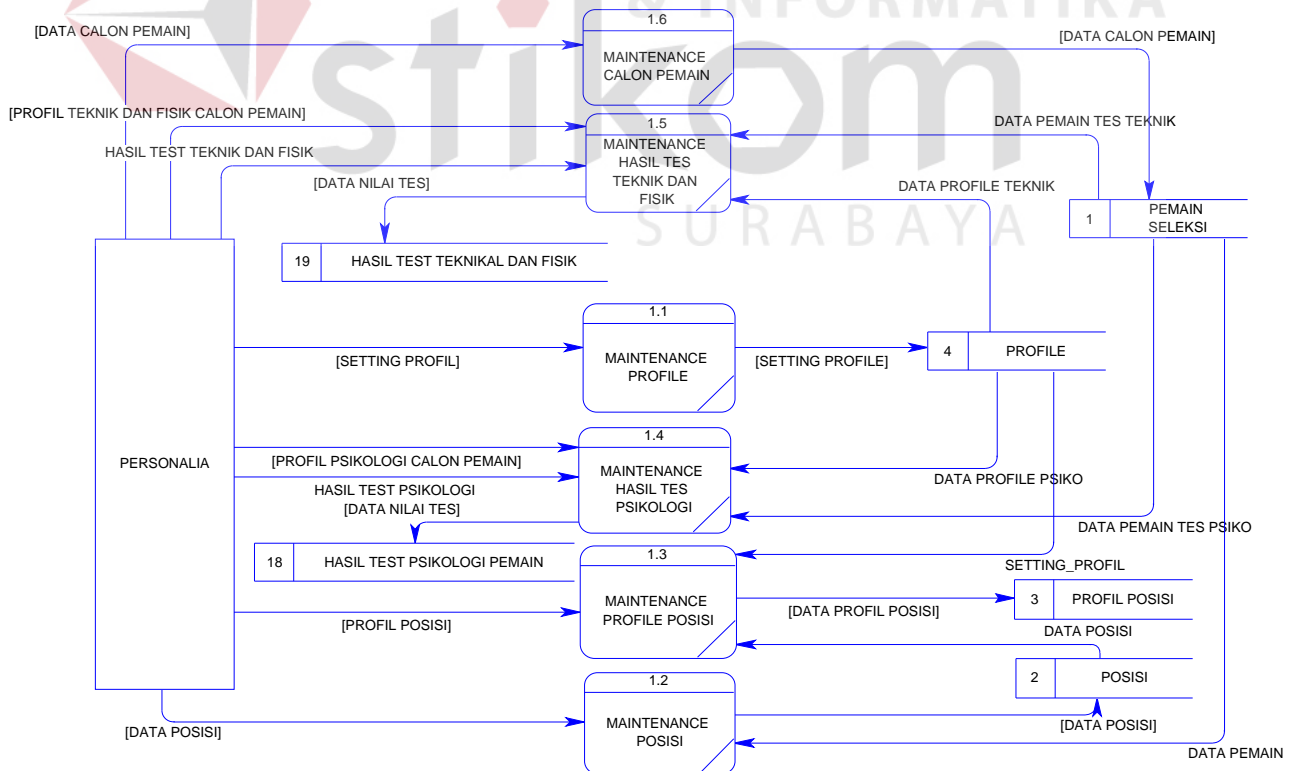 & INFORMATIKA
1.6
[DATA CALON PEMAIN]
[DATA CALON PEMAIN]
MAINTENANCE
CALON PEMAIN
stikom
[PROFIL TEKNIK DAN FISIK CALON PEMAIN]
1.5
DATA PEMAIN TES TEKNIK
HASIL TEST TEKNIK DAN FISIK
MAINTENANCE
HASIL TES
TEKNIK DAN
FISIK
[DATA NILAI TES]
DATA PROFILE TEKNIK
1
PEMAIN
SELEKSI
SURABAYA
19
HASIL TEST TEKNIKAL DAN FISIK
1.1
MAINTENANCE
PROFILE
[SETTING PROFIL]
[SETTING PROFILE]
4
PROFILE
PERSONALIA
1.4
MAINTENANCE
HASIL TES
PSIKOLOGI
[PROFIL PSIKOLOGI CALON PEMAIN]
HASIL TEST PSIKOLOGI
[DATA NILAI TES]
DATA PROFILE PSIKO
DATA PEMAIN TES PSIKO
18
HASIL TEST PSIKOLOGI PEMAIN
1.3
MAINTENANCE
PROFILE POSISI
SETTING_PROFIL
3
PROFIL POSISI
[PROFIL POSISI]
[DATA PROFIL POSISI]
DATA POSISI
2
POSISI
1.2
MAINTENANCE
POSISI
[DATA POSISI]
[DATA POSISI]
DATA PEMAIN